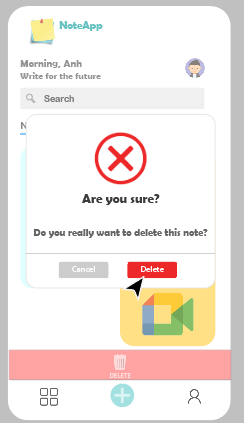 NoteApp
Morning, Anh
Write for the future
Search
N
Are you sure?
Do you really want to delete this note?
Cancel
Delete
DELETE